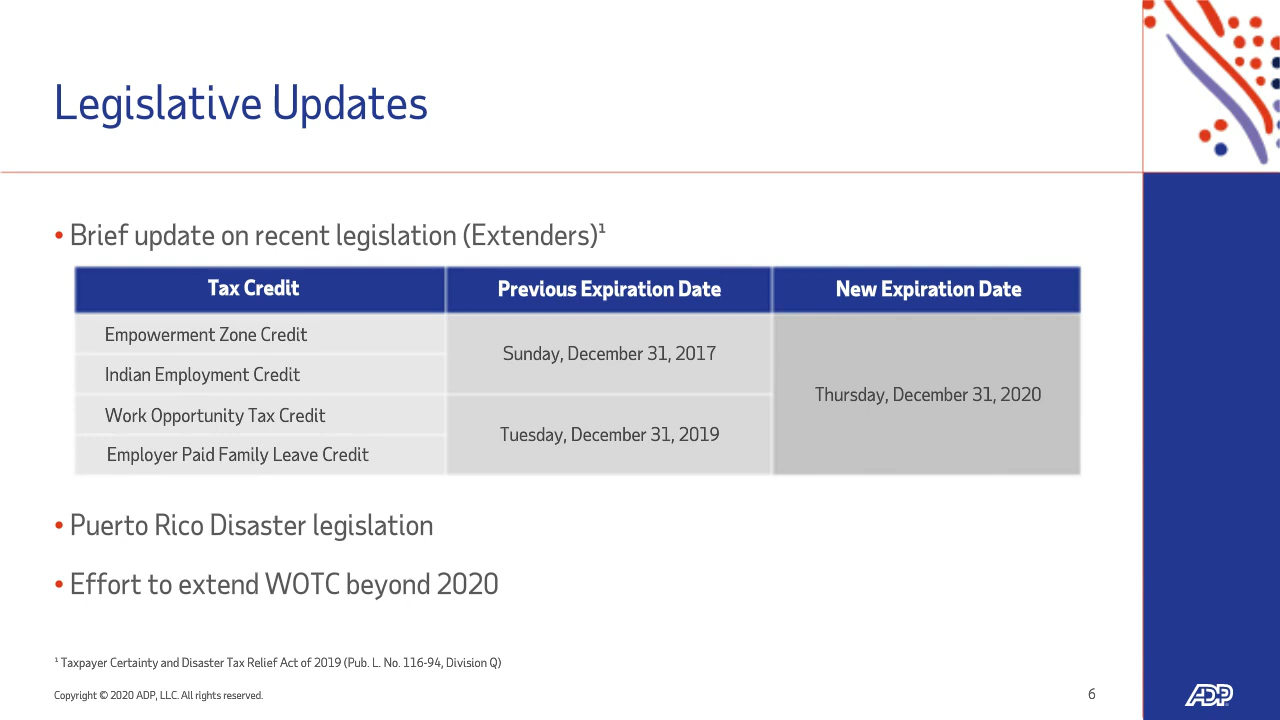 Legislative Updates
• Brief update on recent legislation (Extenders)¹
Tax Credit
Previous Expiration Date
New Expiration Date
Empowerment Zone Credit
Sunday, December 31, 2017
Indian Employment Credit
Thursday, December 31, 2020
Work Opportunity Tax Credit
Tuesday, December 31, 2019
Employer Paid Family Leave Credit
• Puerto Rico Disaster legislation
• Effort to extend WOTC beyond 2020
¹ Taxpayer Certainty and Disaster Tax Relief Act of 2019 (Pub. L. No. 116-94, Division Q)
Copyright © 2020 ADP, LLC. All rights reserved.
6
ADP